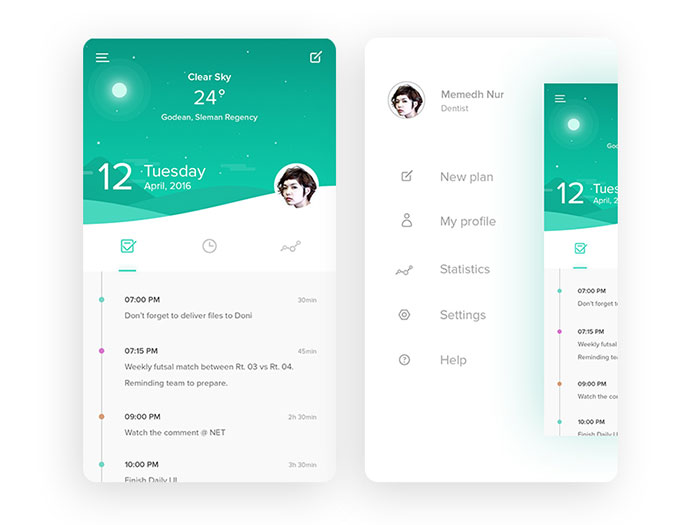 Clear Sky
24°
Godean, Sleman Regency
12 Tuesday
April, 2016
07:00 PM 30min
Don't forget to deliver files to Doni
07:15 PM 45min
Weekly futsal match between Rt. 03 vs Rt. 04.
Reminding team to prepare.
09:00 PM 2h 30min
Watch the comment @ NET
10:00 PM 3h 30min
Finish Daily UI
Memedh Nur
Dentist
New plan
My profile
Statistics
Settings
Help
Go
12 Tues
April, 2
07:00 PM
Don't forget to
07:15 PM
Weekly futsal
Reminding team
09:00 PM
Watch the co
10:00 PM
Finish Daily U